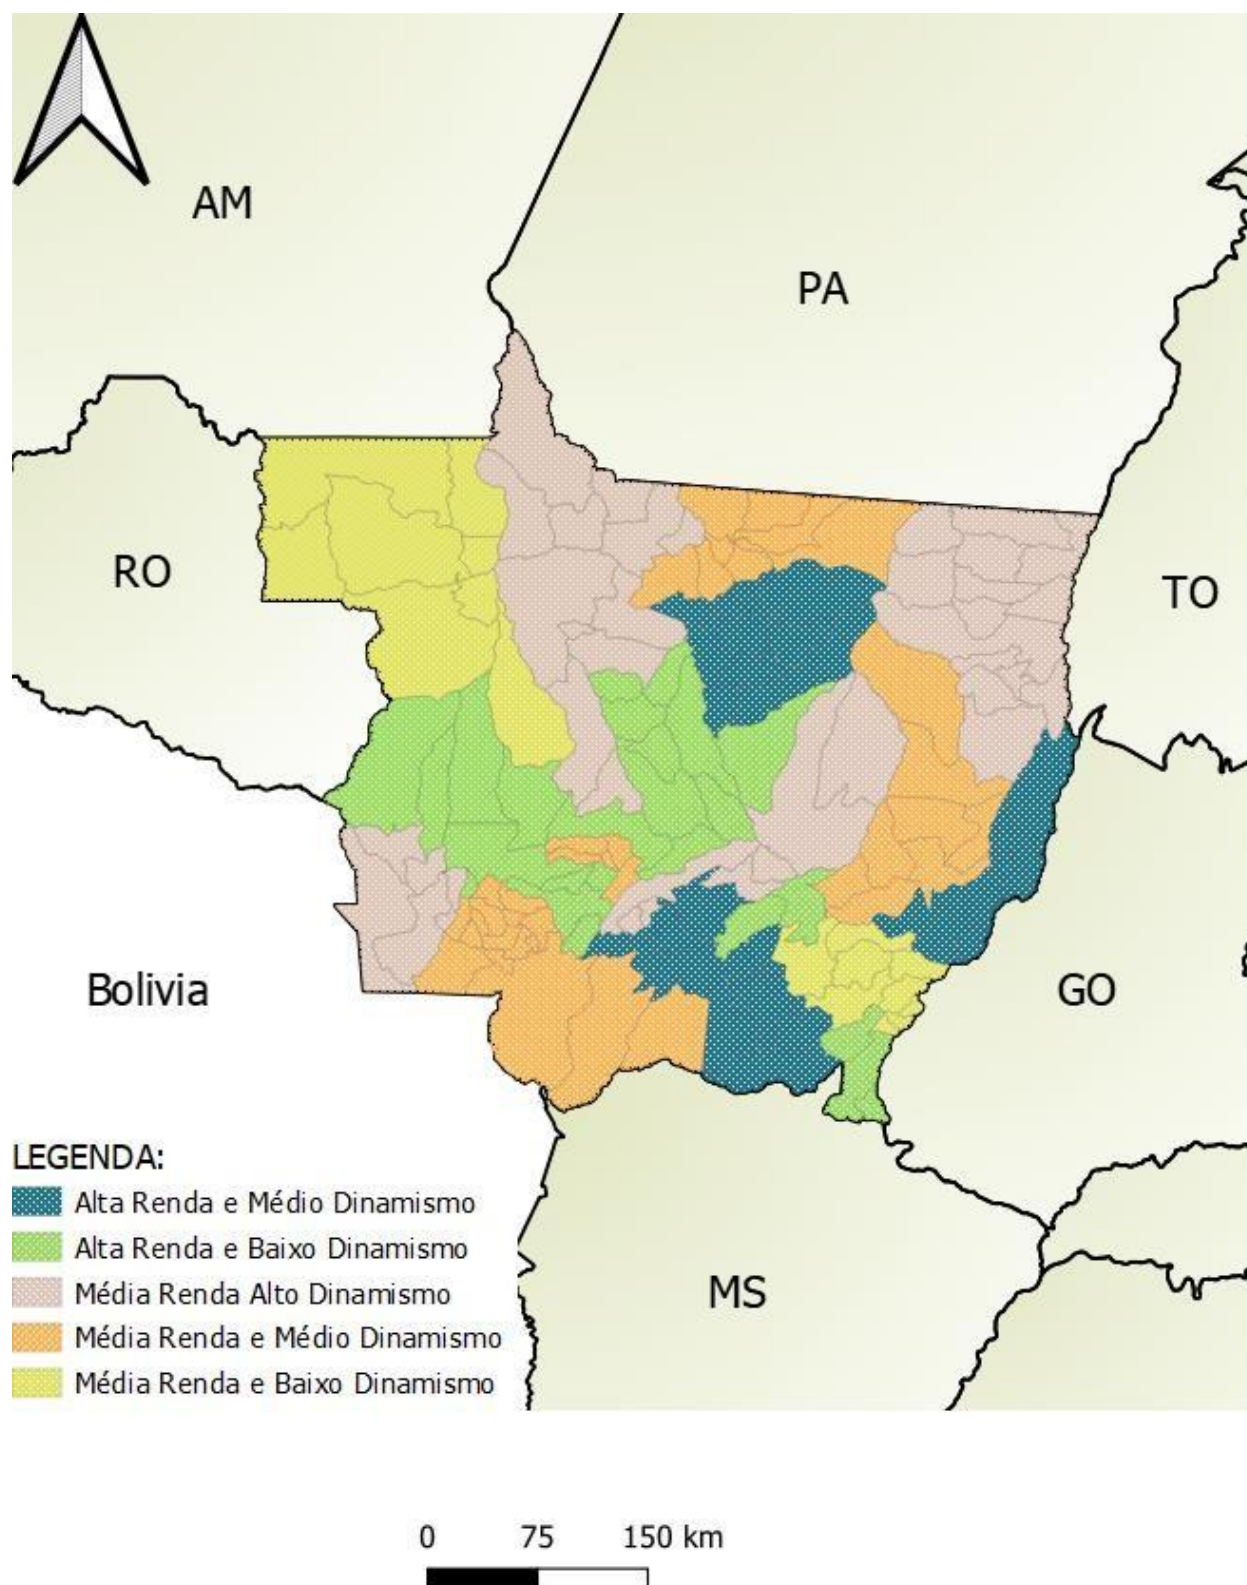 AM
PA
RO
TO
Bolivia
GO
LEGENDA:
Alta Renda e Médio Dinamismo
Alta Renda e Baixo Dinamismo
Média Renda Alto Dinamismo
Média Renda e Médio Dinamismo
Média Renda e Baixo Dinamismo
MS
0 75 150 km